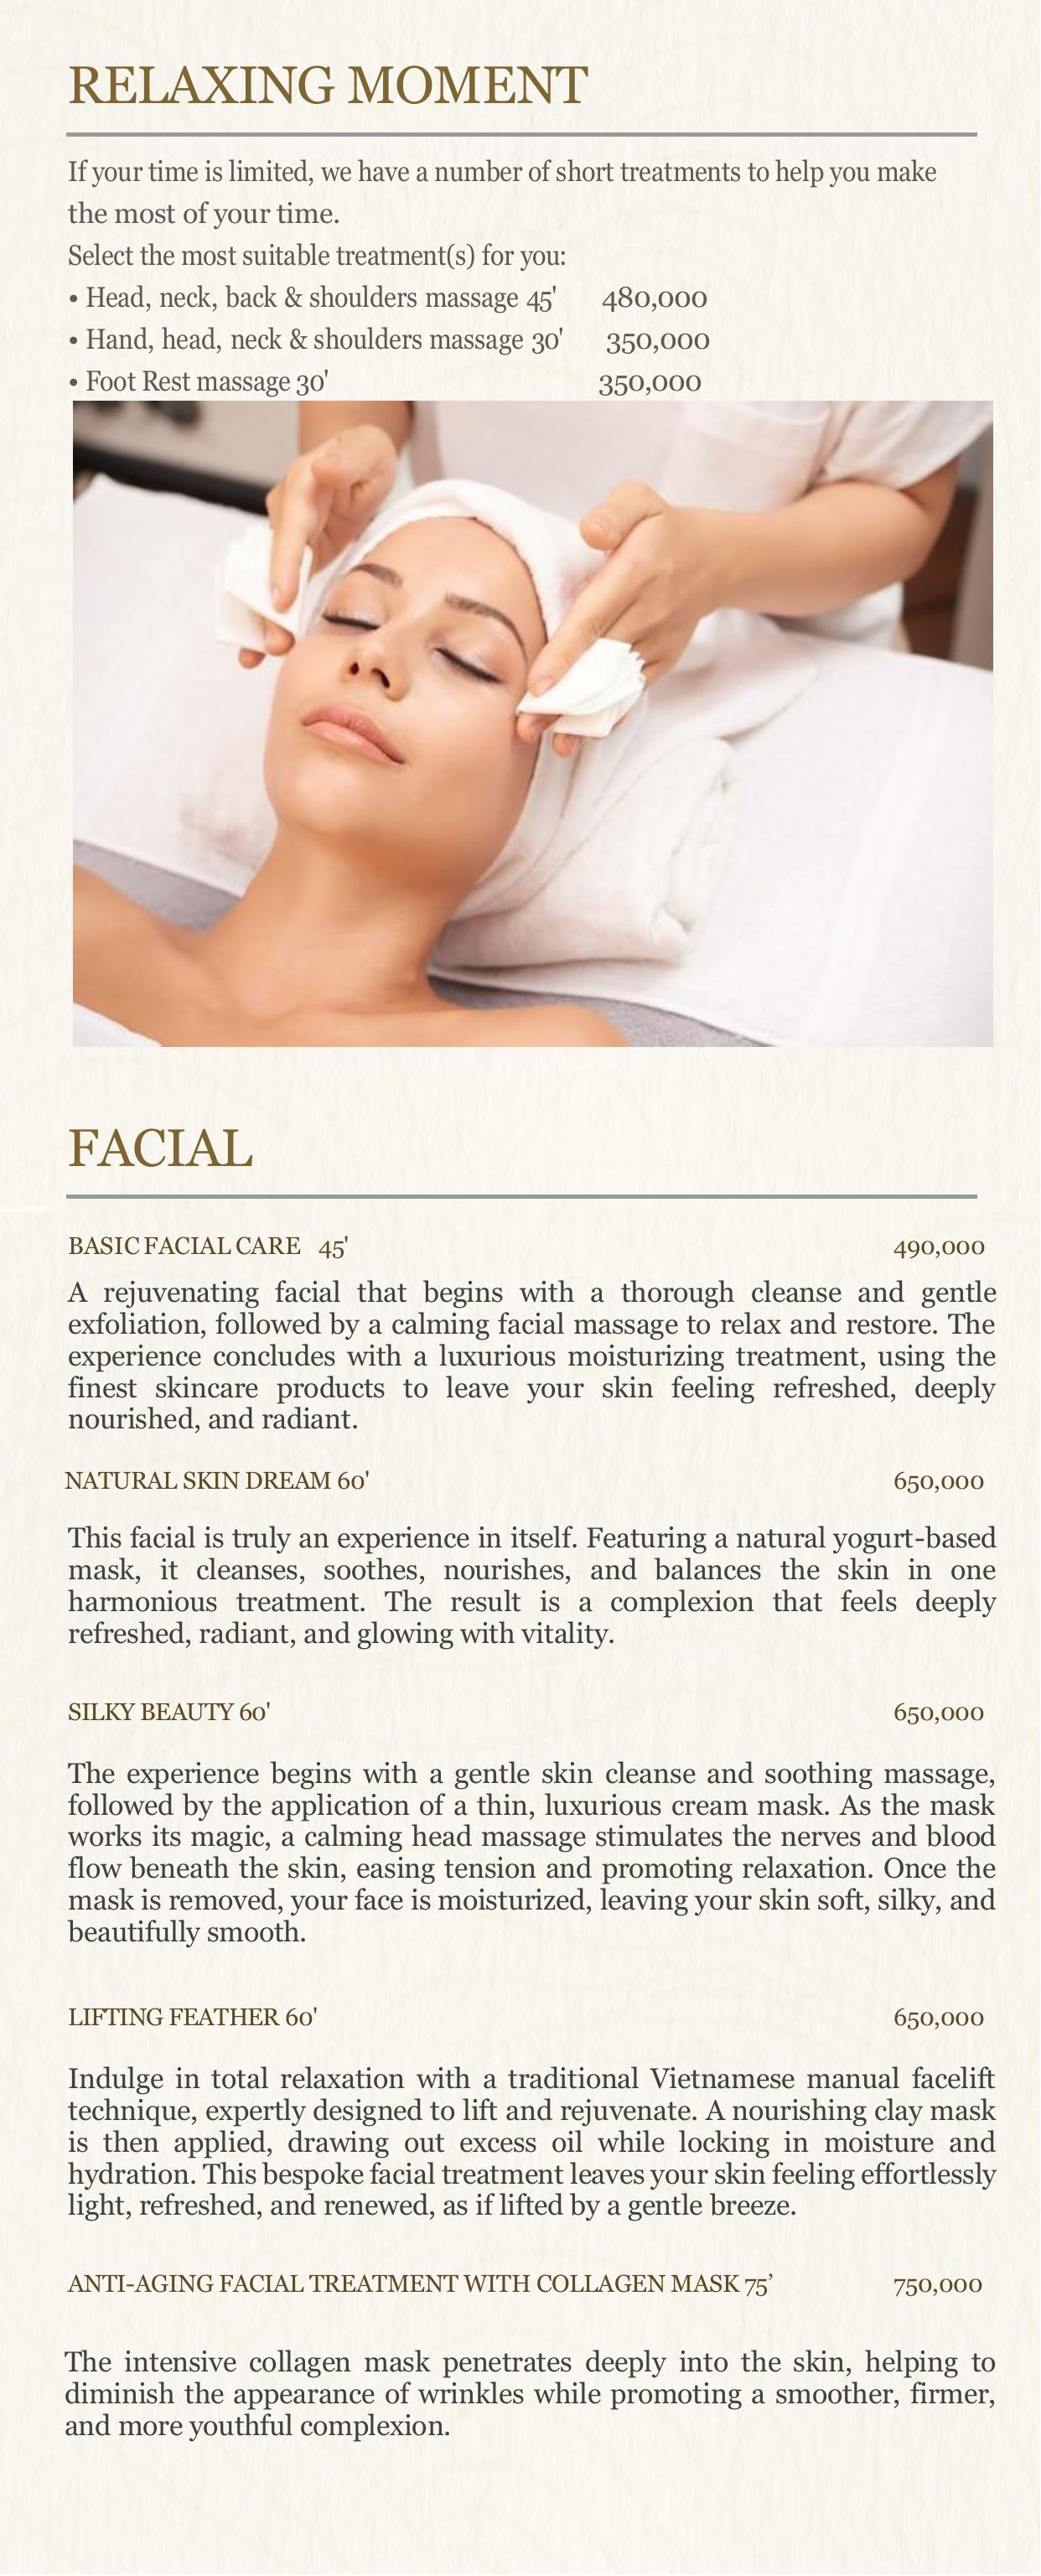 RELAXING MOMENT
If your time is limited, we have a number of short treatments to help you make
the most of your time.
Select the most suitable treatment(s) for you:
• Head, neck, back & shoulders massage 45' 480,000
• Hand, head, neck & shoulders massage 30' 350,000
• Foot Rest massage 30' 350,000
FACIAL
BASIC FACIAL CARE 45' 490,000
A rejuvenating facial that begins with a thorough cleanse and gentle
exfoliation, followed by a calming facial massage to relax and restore. The
experience concludes with a luxurious moisturizing treatment, using the
finest skincare products to leave your skin feeling refreshed, deeply
nourished, and radiant.
NATURAL SKIN DREAM 60' 650,000
This facial is truly an experience in itself. Featuring a natural yogurt-based
mask, it cleanses, soothes, nourishes, and balances the skin in one
harmonious treatment. The result is a complexion that feels deeply
refreshed, radiant, and glowing with vitality.
SILKY BEAUTY 60' 650,000
The experience begins with a gentle skin cleanse and soothing massage,
followed by the application of a thin, luxurious cream mask. As the mask
works its magic, a calming head massage stimulates the nerves and blood
flow beneath the skin, easing tension and promoting relaxation. Once the
mask is removed, your face is moisturized, leaving your skin soft, silky, and
beautifully smooth.
LIFTING FEATHER 60' 650,000
Indulge in total relaxation with a traditional Vietnamese manual facelift
technique, expertly designed to lift and rejuvenate. A nourishing clay mask
is then applied, drawing out excess oil while locking in moisture and
hydration. This bespoke facial treatment leaves your skin feeling effortlessly
light, refreshed, and renewed, as if lifted by a gentle breeze.
ANTI-AGING FACIAL TREATMENT WITH COLLAGEN MASK 75’ 750,000
The intensive collagen mask penetrates deeply into the skin, helping to
diminish the appearance of wrinkles while promoting a smoother, firmer,
and more youthful complexion.